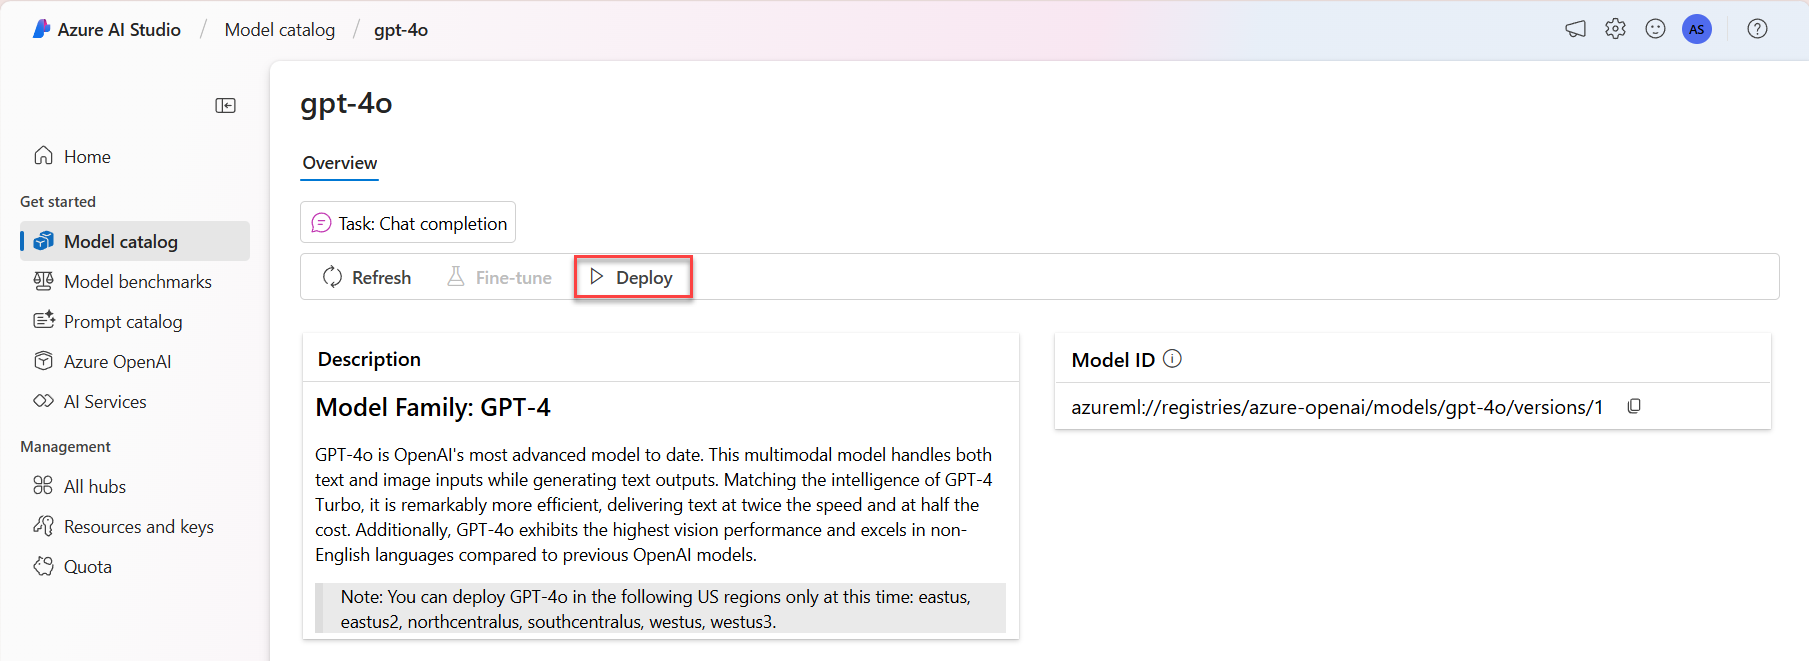 Azure AI Studio / Model catalog / gpt-4o
AS
gpt-4o
Home
Overview
Get started
Task: Chat completion
Model catalog
Refresh Fine-tune Deploy
Model benchmarks
Prompt catalog
Azure OpenAI
AI Services
Management
All hubs
Resources and keys
Quota
Description
Model Family: GPT-4
GPT-4o is OpenAI's most advanced model to date. This multimodal model handles both
text and image inputs while generating text outputs. Matching the intelligence of GPT-4
Turbo, it is remarkably more efficient, delivering text at twice the speed and at half the
cost. Additionally, GPT-4o exhibits the highest vision performance and excels in non-
English languages compared to previous OpenAI models.
Note: You can deploy GPT-4o in the following US regions only at this time: eastus,
eastus2, northcentralus, southcentralus, westus, westus3.
Model ID
azureml://registries/azure-openai/models/gpt-4o/versions/1